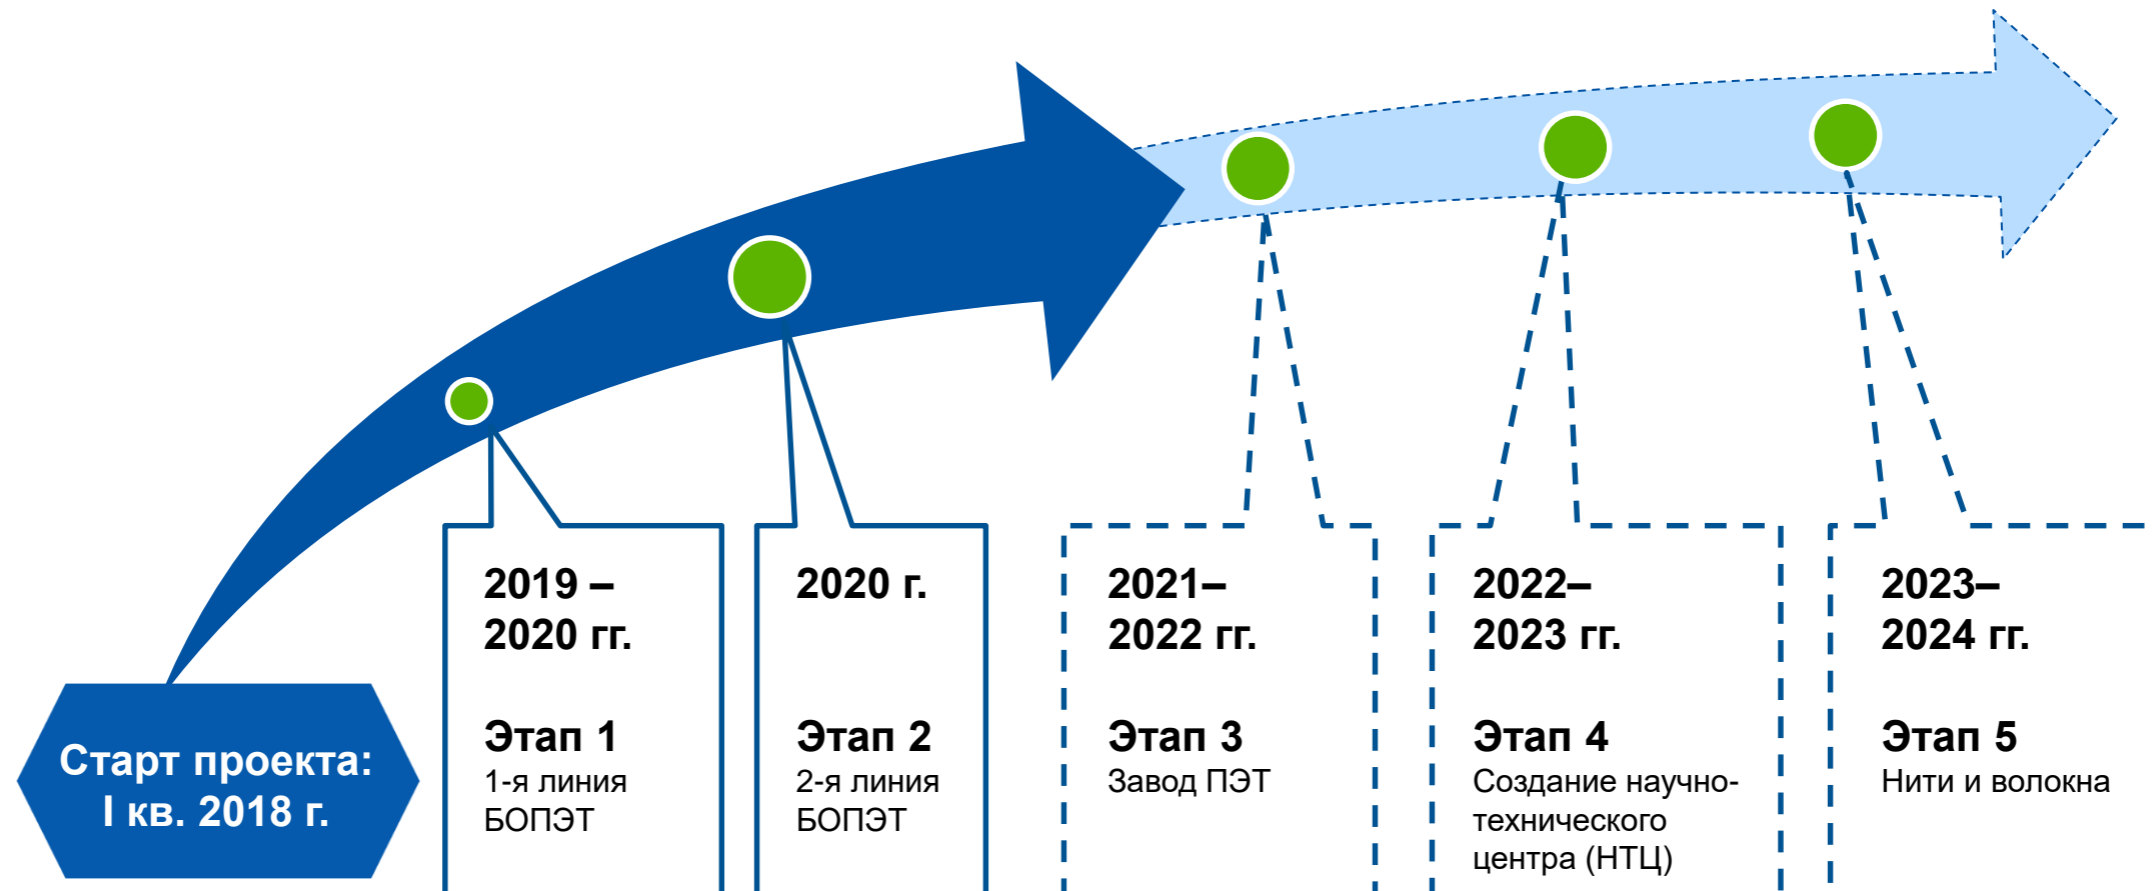 Старт проекта:
I кв. 2018 г.
2019 –
2020 гг.
Этап 1
1-я линия
БОПЭТ
2020 г.
Этап 2
2-я линия
БОПЭТ
2021–
2022 гг.
Этап 3
Завод ПЭТ
2022–
2023 гг.
Этап 4
Создание научно-
технического
центра (НТЦ)
2023–
2024 гг.
Этап 5
Нити и волокна